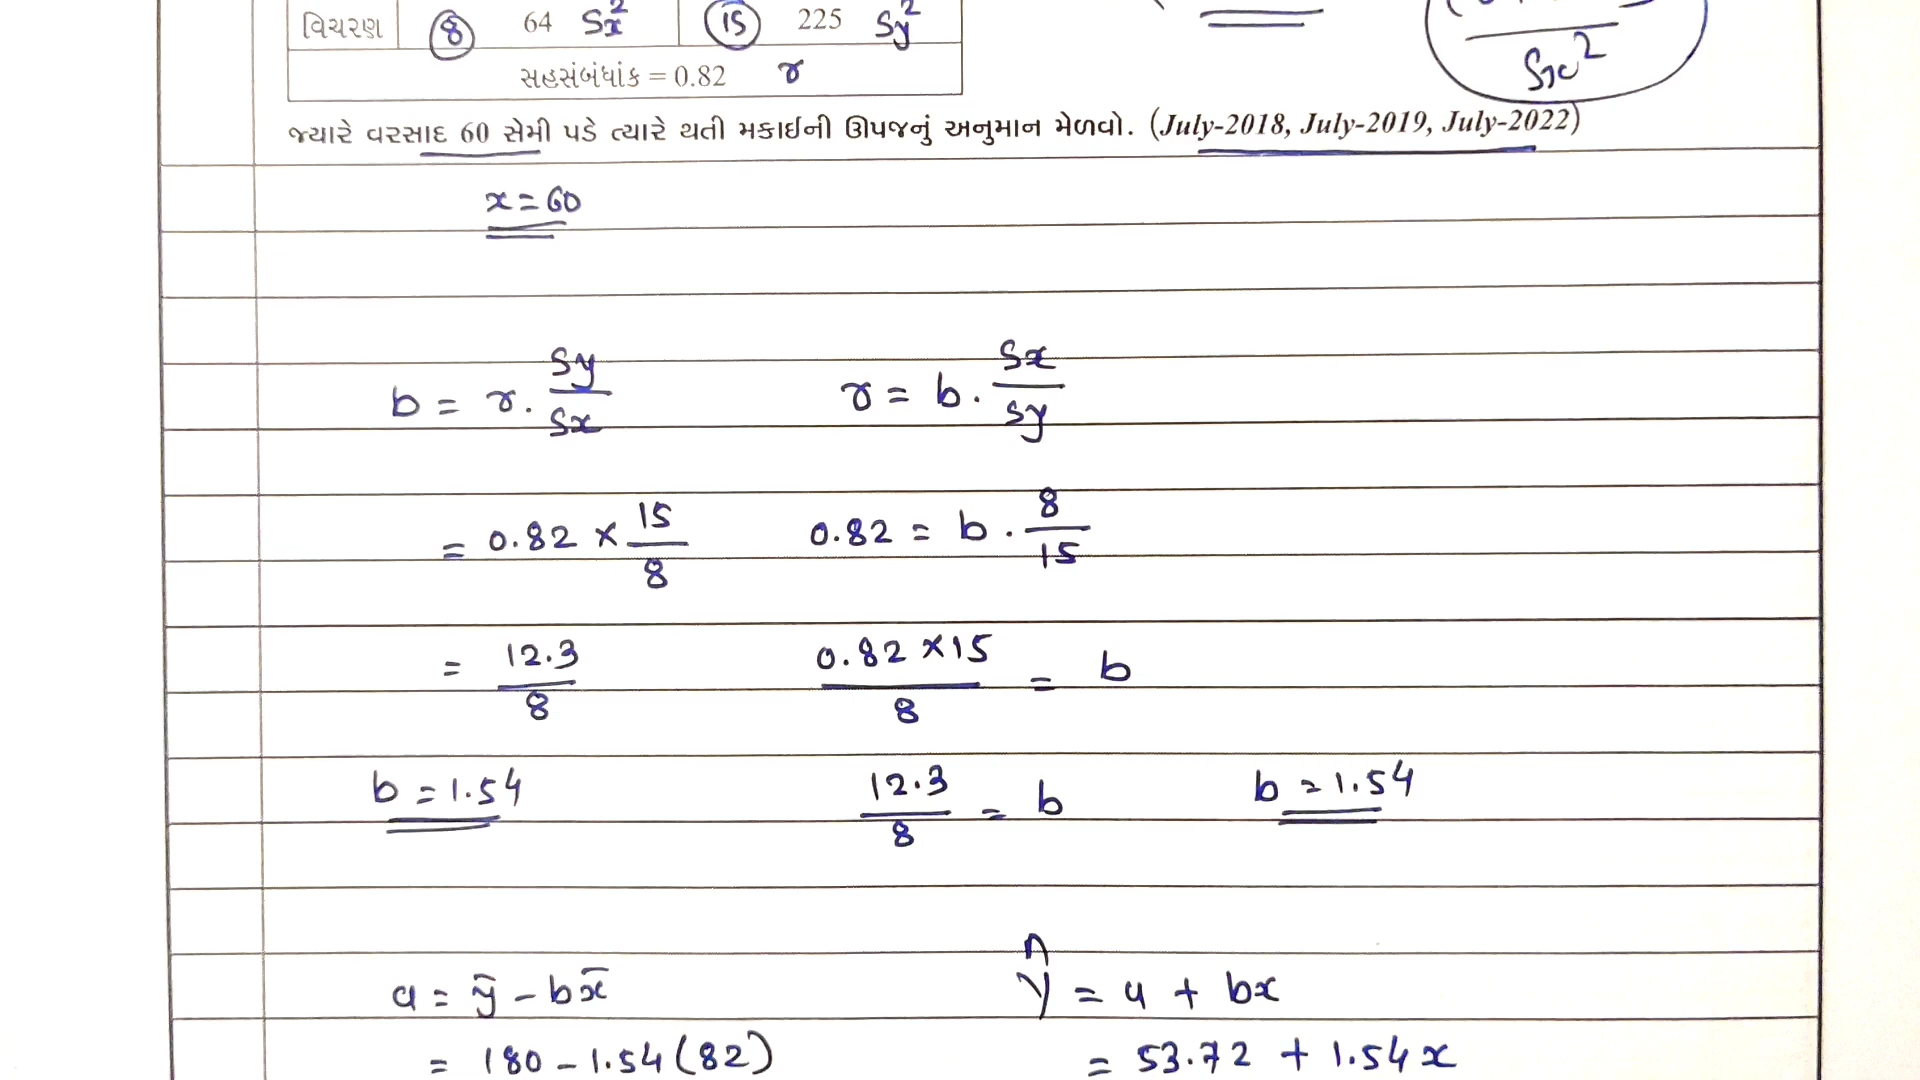 વિચરણ 8 64 Sx² 15 225 Sy²
સહસંબંધાંક = 0.82 r
Sx²
જ્યારે વરસાદ 60 સેમી પડે ત્યારે થતી મકાઈની ઊપજનું અનુમાન મેળવો. (July-2018, July-2019, July-2022)
x = 60
b = r. Sy/Sx r = b. Sx/Sy
= 0.82 × 15/8 0.82 = b. 8/15
= 12.3/8 0.82 × 15/8 = b
b = 1.54 12.3/8 = b b = 1.54
a = ȳ - bx̄ ŷ = a + bx
= 180 - 1.54 (82) = 53.72 + 1.54x